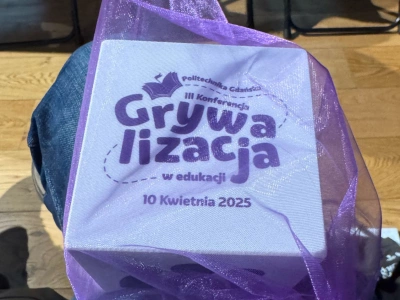 Politechnika Gdańska
III Konferencja
Grywa
lizacja
w edukacji
10 Kwietnia 2025